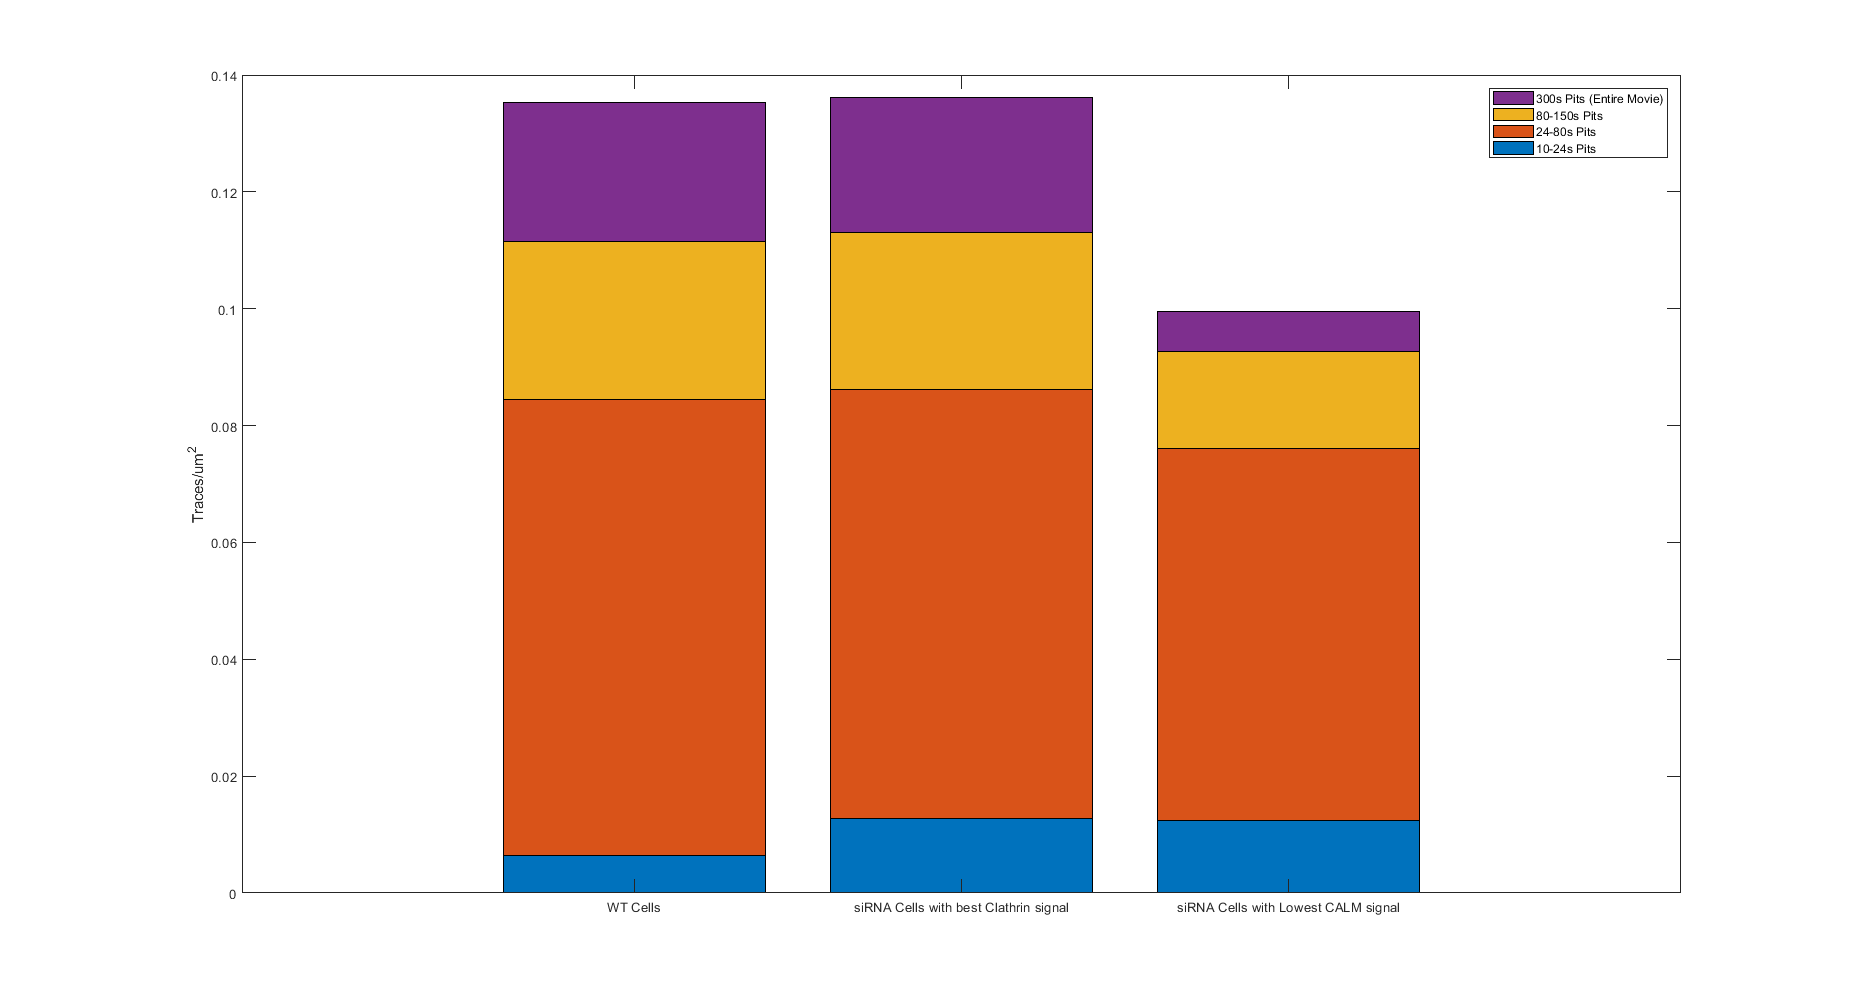 0.14
0.12
0.1
0.08
0.06
0.04
0.02
0
Traces/um²
300s Pits (Entire Movie)
80-150s Pits
24-80s Pits
10-24s Pits
WT Cells
siRNA Cells with best Clathrin signal
siRNA Cells with Lowest CALM signal